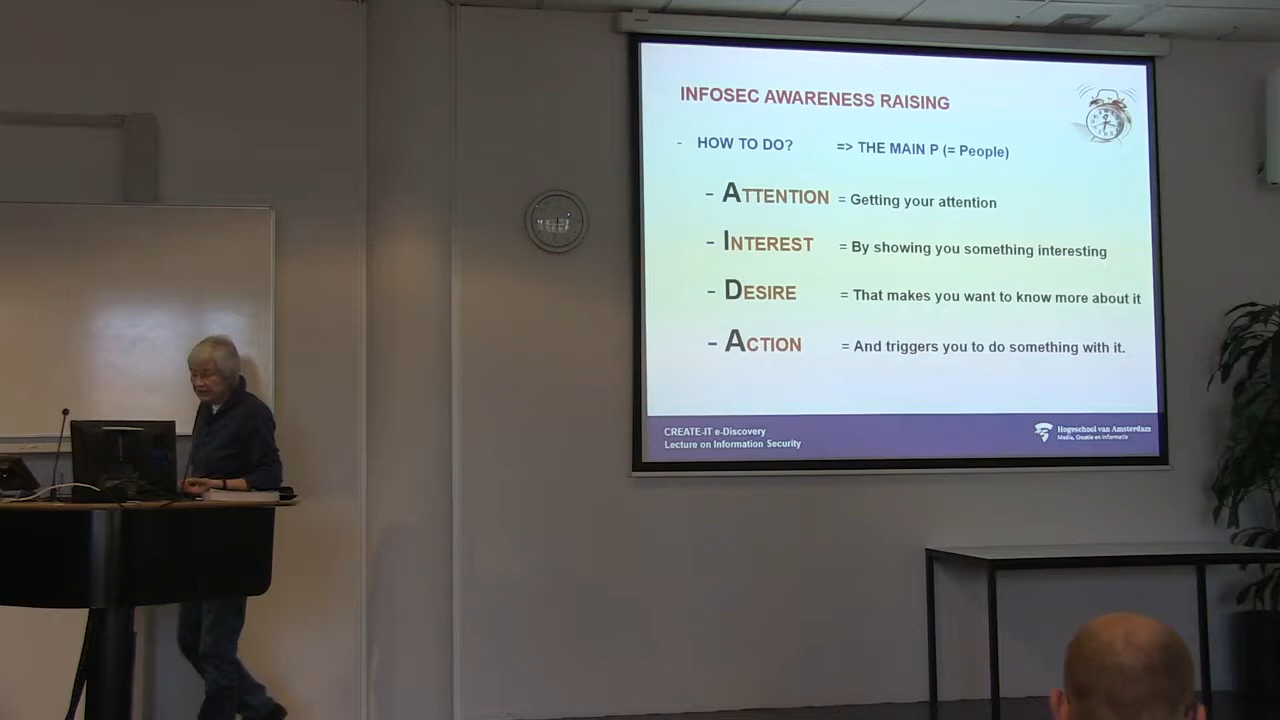 INFOSEC AWARENESS RAISING
- HOW TO DO? => THE MAIN P (= People)
- ATTENTION = Getting your attention
- INTEREST = By showing you something interesting
- DESIRE = That makes you want to know more about it
- ACTION = And triggers you to do something with it.
CREATE-IT e-Discovery
Lecture on Information Security
Hogeschool van Amsterdam
Media, Creatie en Informatie